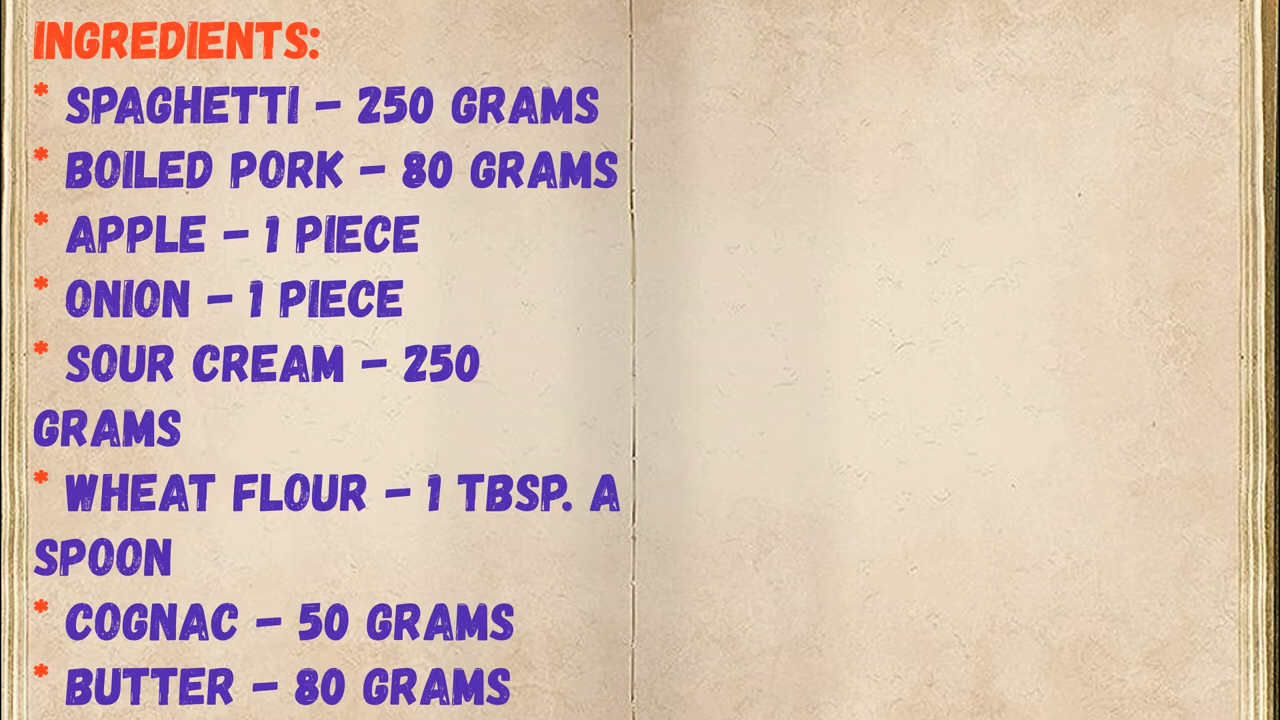 INGREDIENTS:
* SPAGHETTI – 250 GRAMS
* BOILED PORK – 80 GRAMS
* APPLE – 1 PIECE
* ONION – 1 PIECE
* SOUR CREAM – 250
GRAMS
* WHEAT FLOUR – 1 TBSP. A
SPOON
* COGNAC – 50 GRAMS
* BUTTER – 80 GRAMS